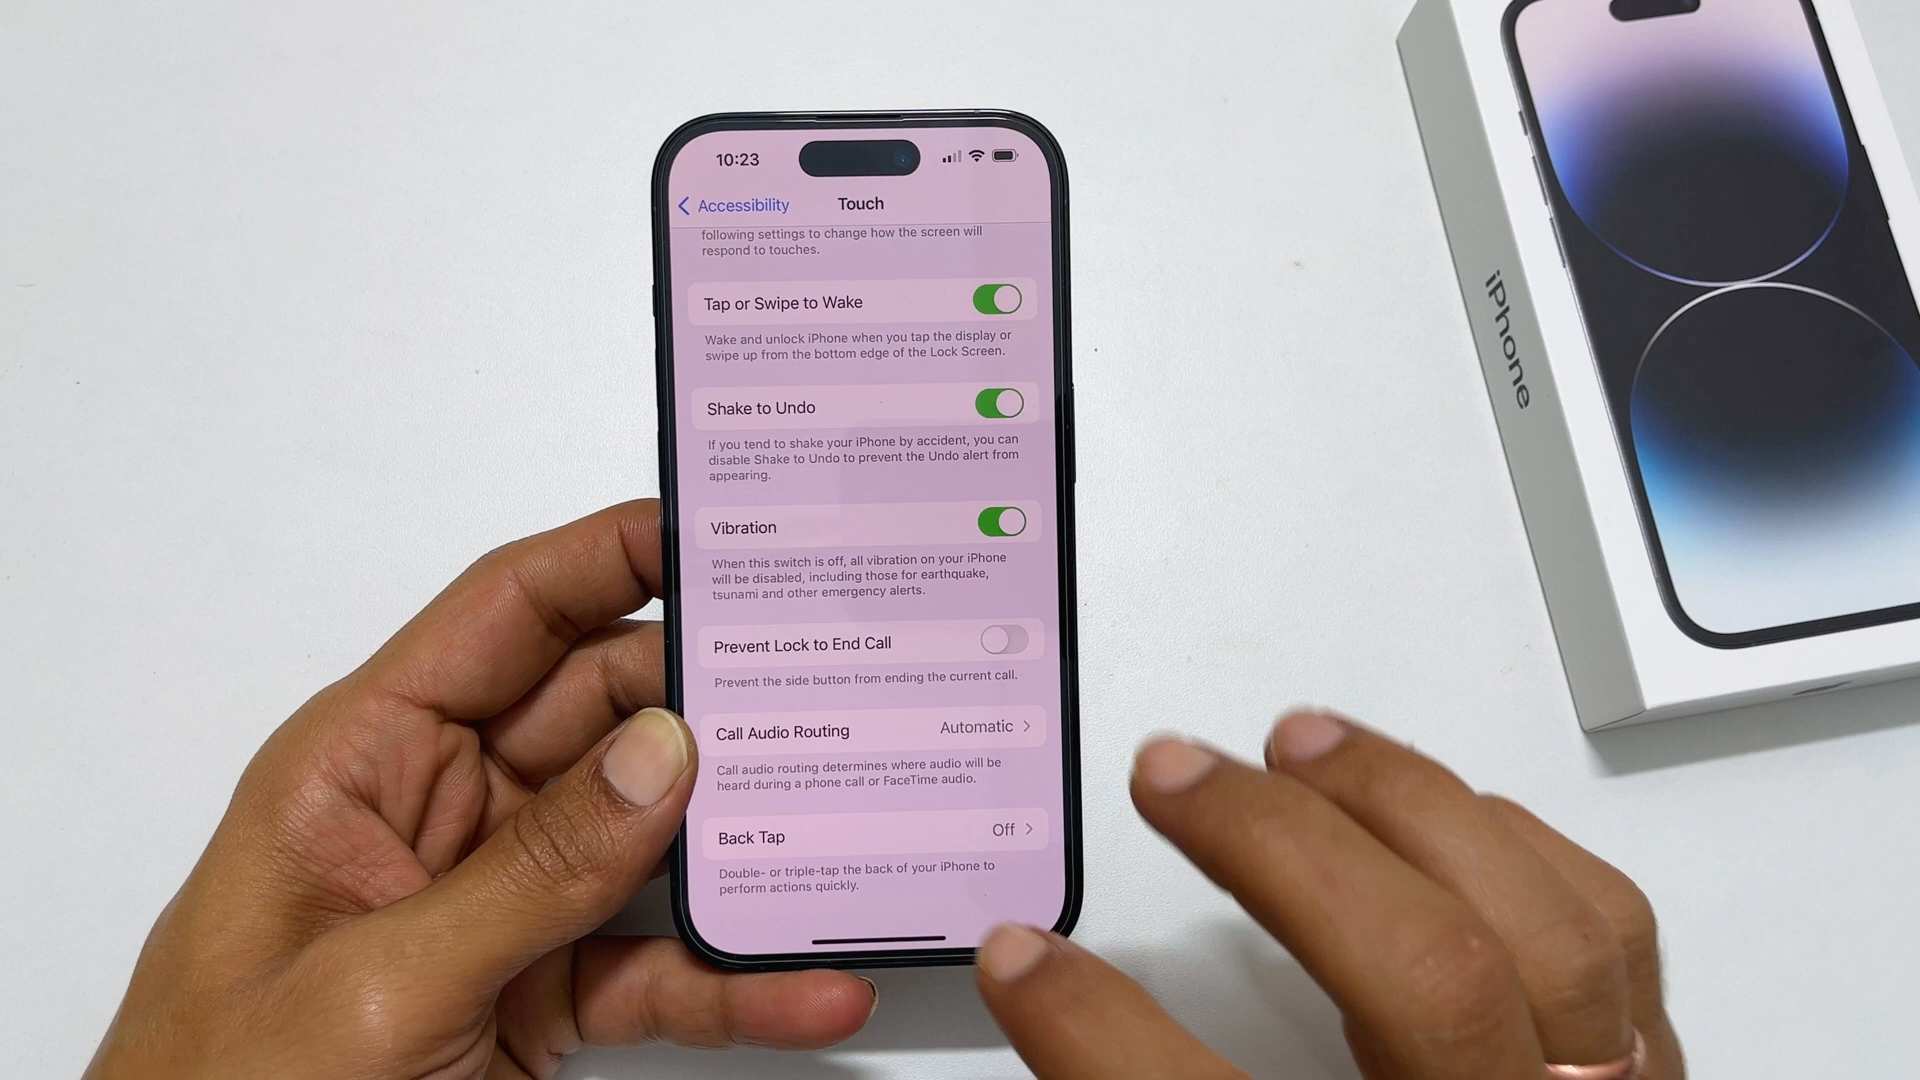 10:23
Accessibility
Touch
following settings to change how the screen will
respond to touches.
Tap or Swipe to Wake
Wake and unlock iPhone when you tap the display or
swipe up from the bottom edge of the Lock Screen.
Shake to Undo
If you tend to shake your iPhone by accident, you can
disable Shake to Undo to prevent the Undo alert from
appearing.
Vibration
When this switch is off, all vibration on your iPhone
will be disabled, including those for earthquake,
tsunami and other emergency alerts.
Prevent Lock to End Call
Prevent the side button from ending the current call.
Call Audio Routing Automatic
Call audio routing determines where audio will be
heard during a phone call or FaceTime audio.
Back Tap Off
Double- or triple-tap the back of your iPhone to
perform actions quickly.
iPhone